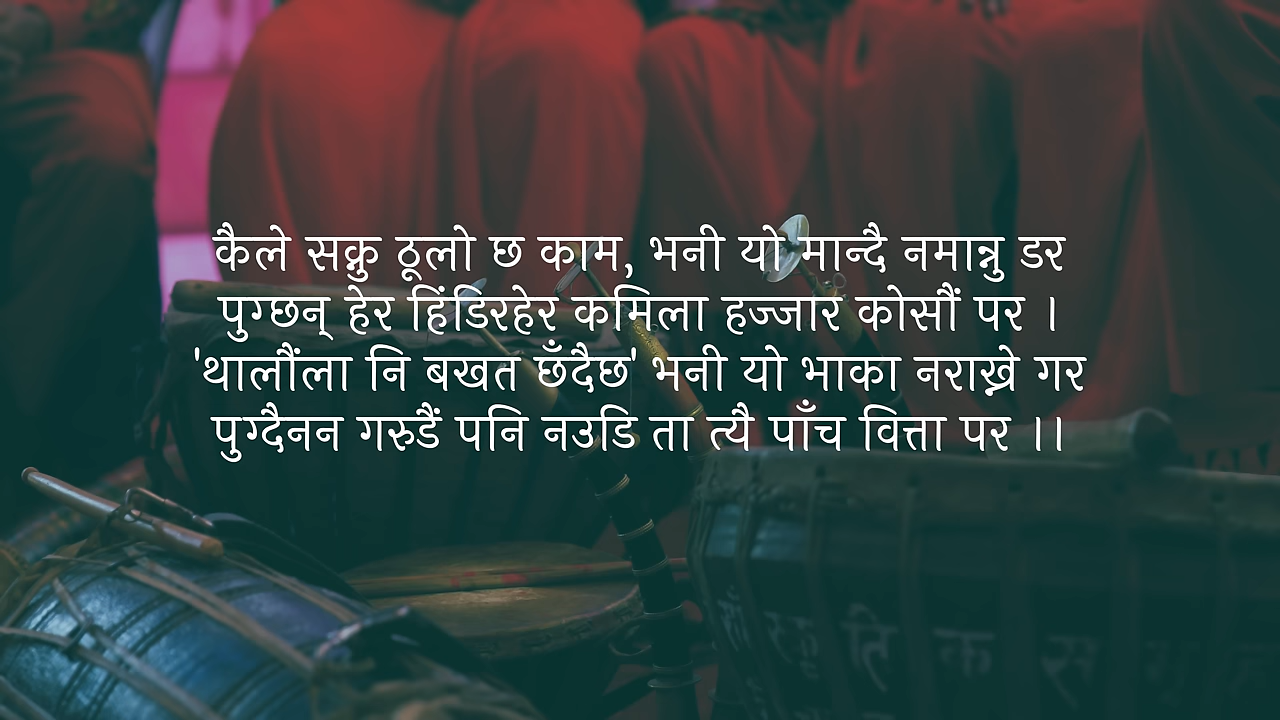 कैले सक्नु ठूलो छ काम, भनी यो मान्दै नमान्नु डर
पुग्छन् हेर हिंडिरहेर कमिला हज्जार कोसौं पर ।
'थालौंला नि बखत छँदैछ' भनी यो भाका नराख्ने गर
पुग्दैनन गरुडैं पनि नउडि ता त्यै पाँच वित्ता पर ।।